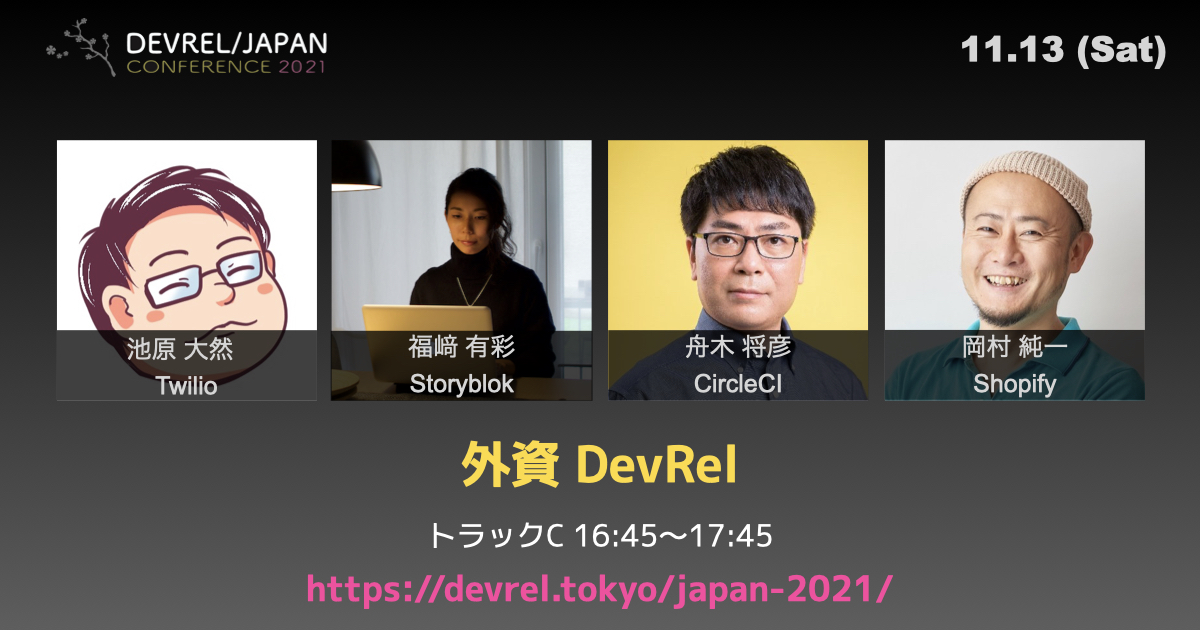 DEVREL/JAPAN
CONFERENCE 2021
11.13 (Sat)
池原 大然
Twilio
福﨑 有彩
Storyblok
舟木 将彦
CircleCI
岡村 純一
Shopify
外資 DevRel
トラックC 16:45〜17:45
https://devrel.tokyo/japan-2021/